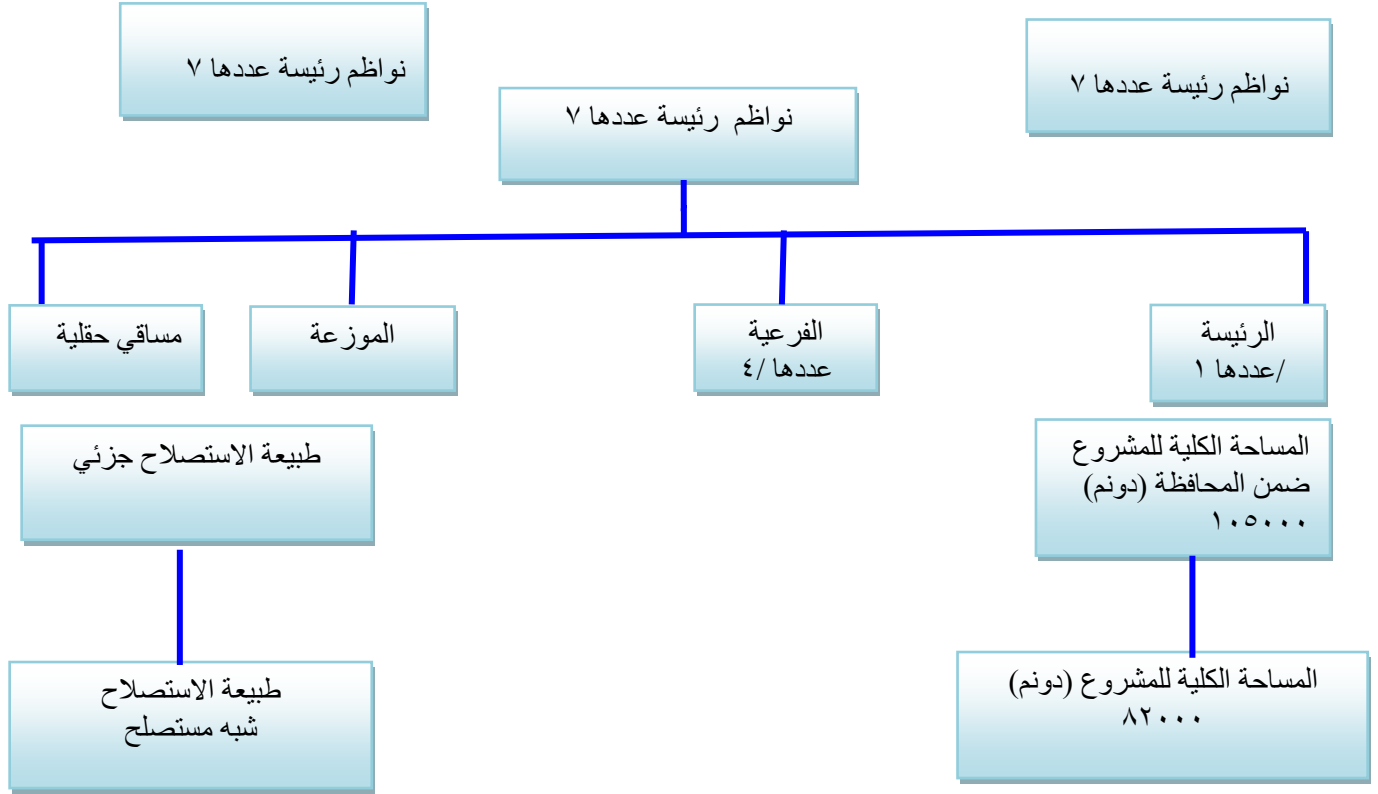 نواظم رئيسة عددها ٧
نواظم رئيسة عددها ٧
نواظم رئيسة عددها ٧
الرئيسة
/عددها ١
الفرعية
عددها /٤
الموزعة
مساقي حقلية
المساحة الكلية للمشروع
ضمن المحافظة (دونم)
١٠٥٠٠٠
طبيعة الاستصلاح جزئي
المساحة الكلية للمشروع (دونم)
٨٢٠٠٠
طبيعة الاستصلاح
شبه مستصلح